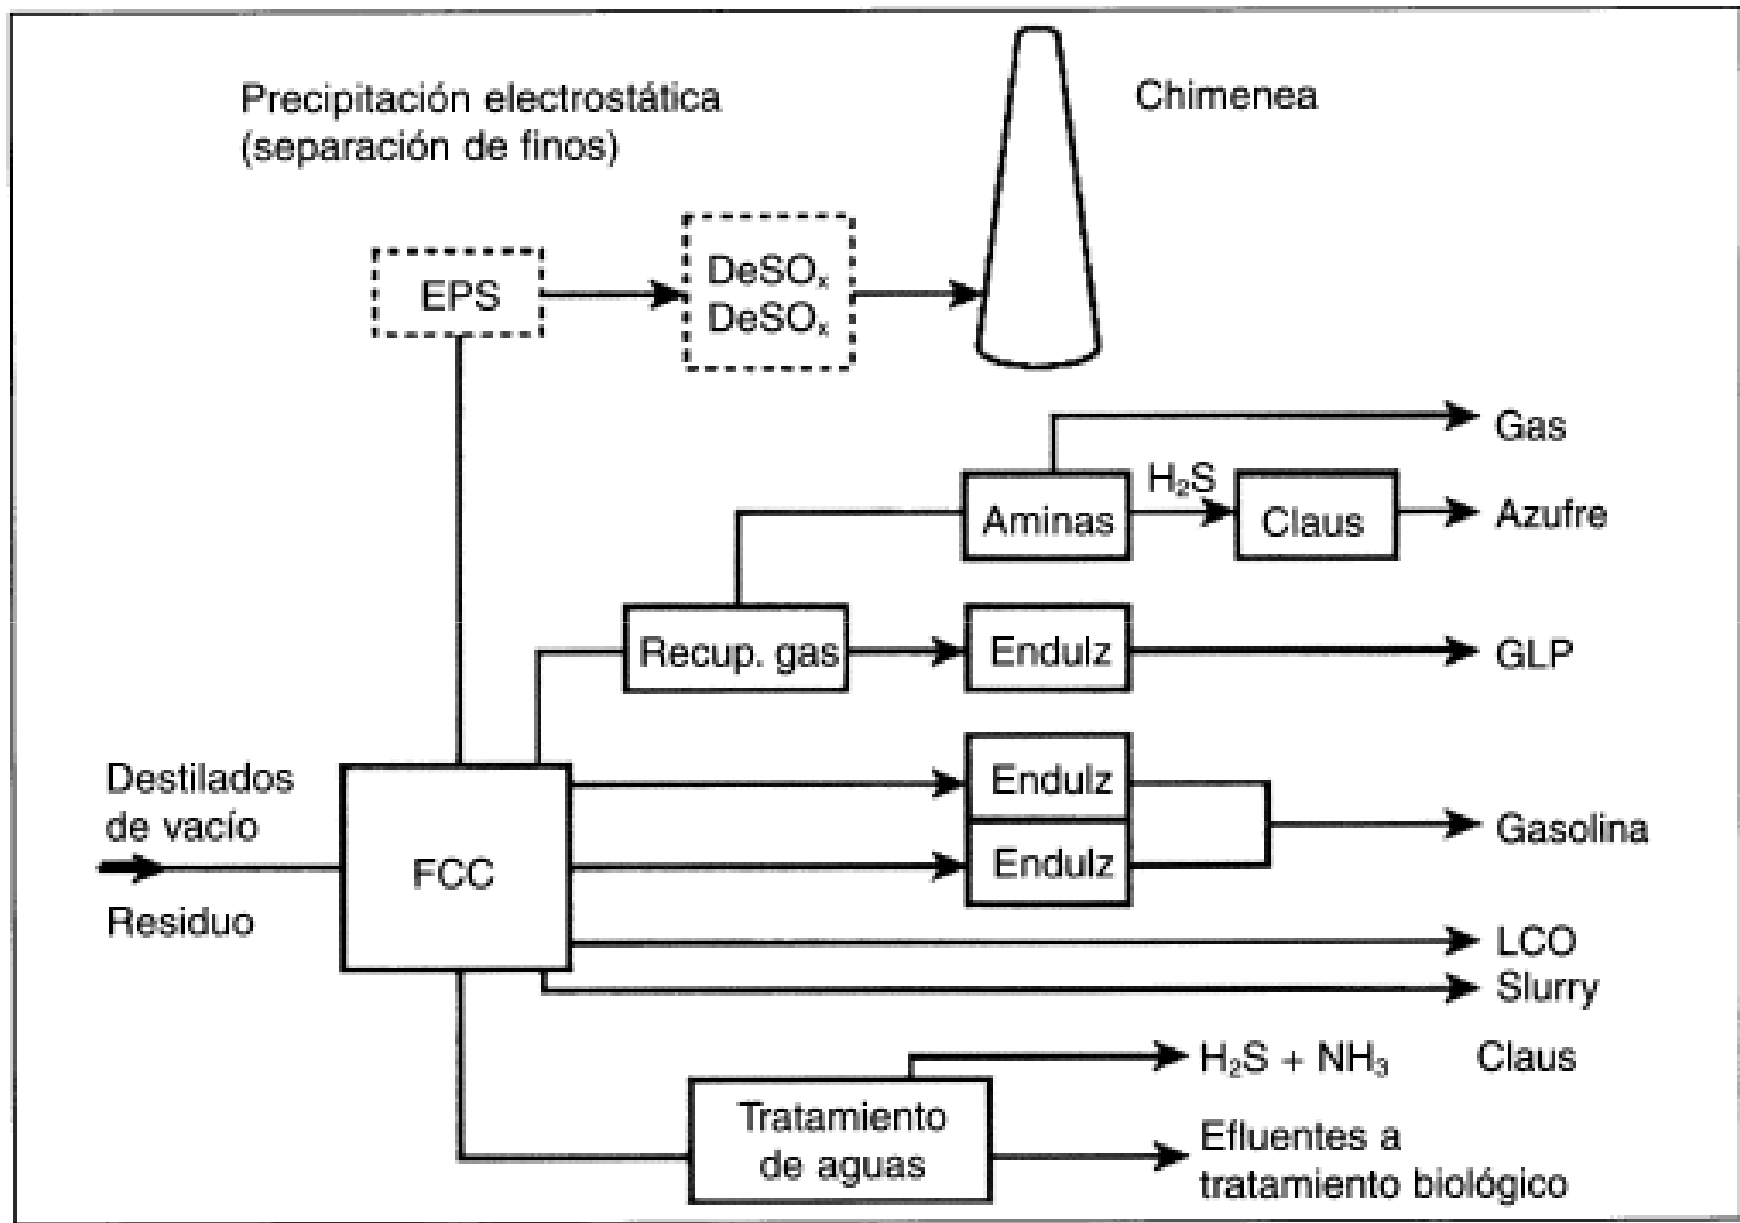 Precipitación electrostática
(separación de finos)
Chimenea
EPS
DeSOₓ
DeSOₓ
Gas
Aminas
H₂S
Claus
Azufre
Recup. gas
Endulz
GLP
Destilados
de vacío
Residuo
FCC
Endulz
Endulz
Gasolina
LCO
Slurry
H₂S + NH₃ Claus
Tratamiento
de aguas
Efluentes a
tratamiento biológico